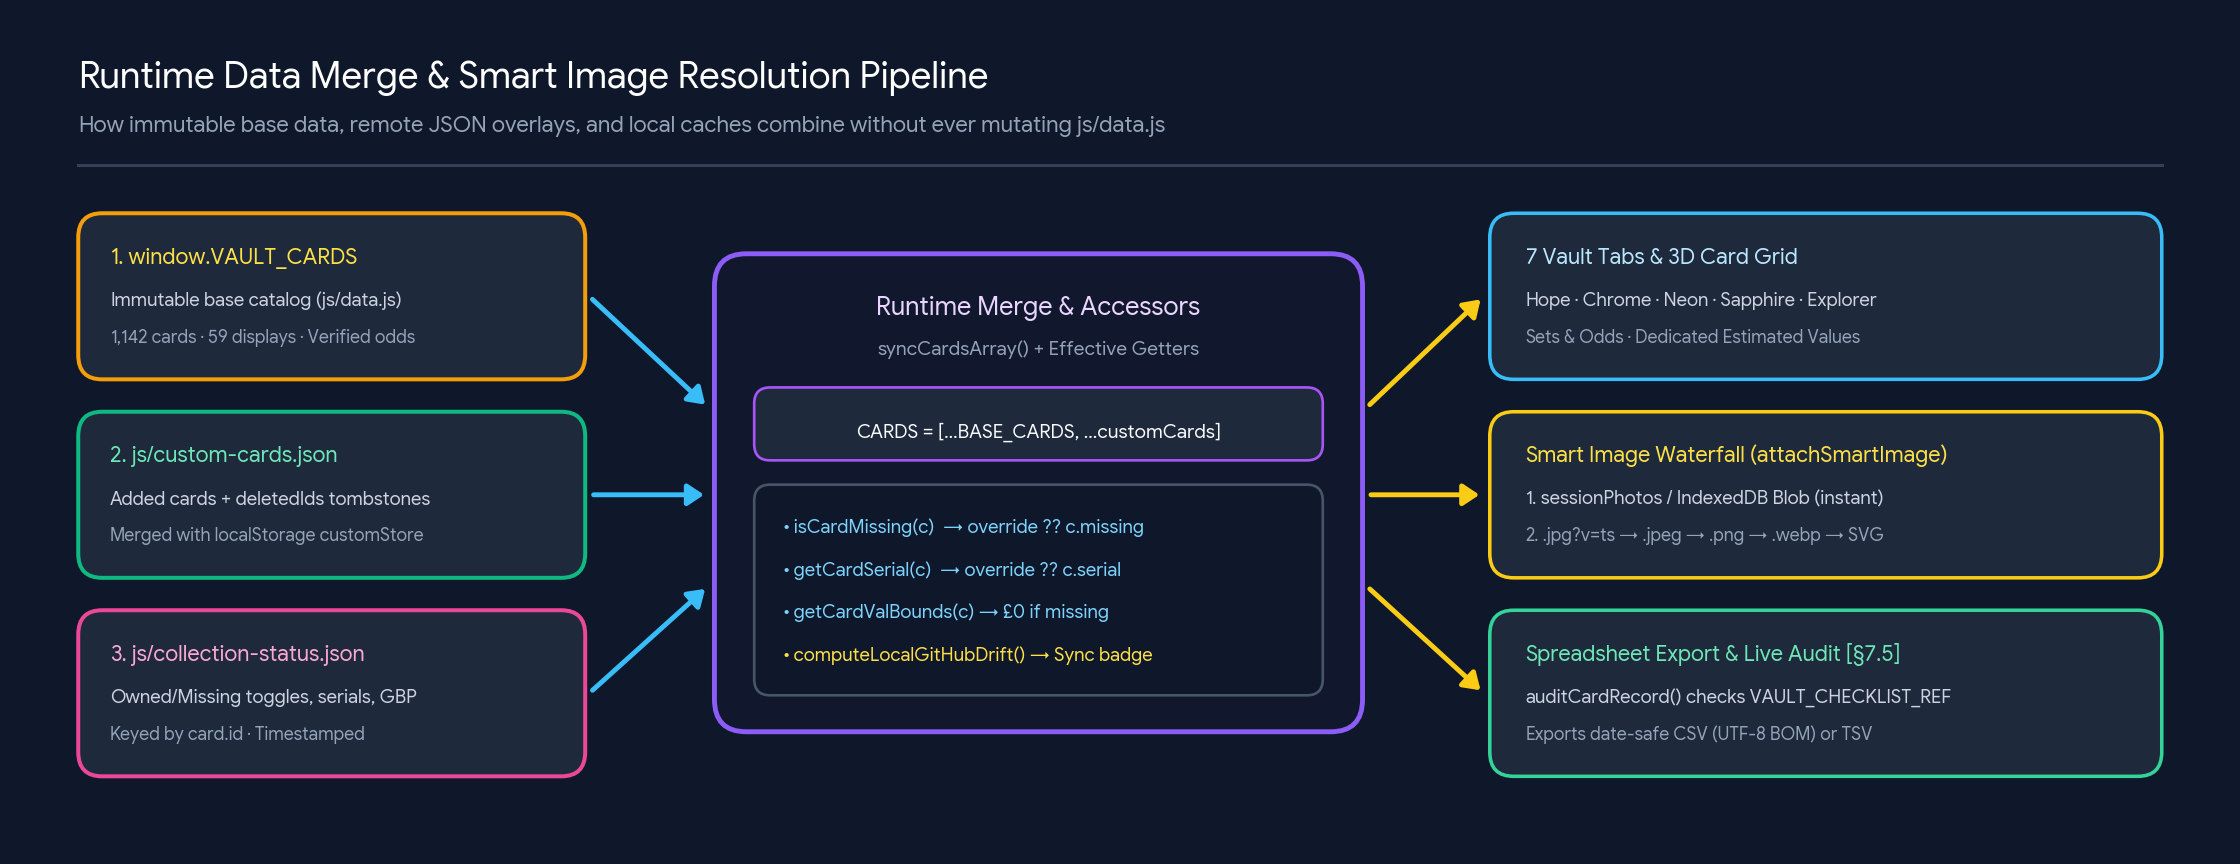 Runtime Data Merge & Smart Image Resolution Pipeline
How immutable base data, remote JSON overlays, and local caches combine without ever mutating js/data.js
1. window.VAULT_CARDS
Immutable base catalog (js/data.js)
1,142 cards · 59 displays · Verified odds
2. js/custom-cards.json
Added cards + deletedIds tombstones
Merged with localStorage customStore
3. js/collection-status.json
Owned/Missing toggles, serials, GBP
Keyed by card.id · Timestamped
Runtime Merge & Accessors
syncCardsArray() + Effective Getters
CARDS = [...BASE_CARDS, ...customCards]
• isCardMissing(c) → override ?? c.missing
• getCardSerial(c) → override ?? c.serial
• getCardValBounds(c) → £0 if missing
• computeLocalGitHubDrift() → Sync badge
7 Vault Tabs & 3D Card Grid
Hope · Chrome · Neon · Sapphire · Explorer
Sets & Odds · Dedicated Estimated Values
Smart Image Waterfall (attachSmartImage)
1. sessionPhotos / IndexedDB Blob (instant)
2. .jpg?v=ts → .jpeg → .png → .webp → SVG
Spreadsheet Export & Live Audit [§7.5]
auditCardRecord() checks VAULT_CHECKLIST_REF
Exports date-safe CSV (UTF-8 BOM) or TSV